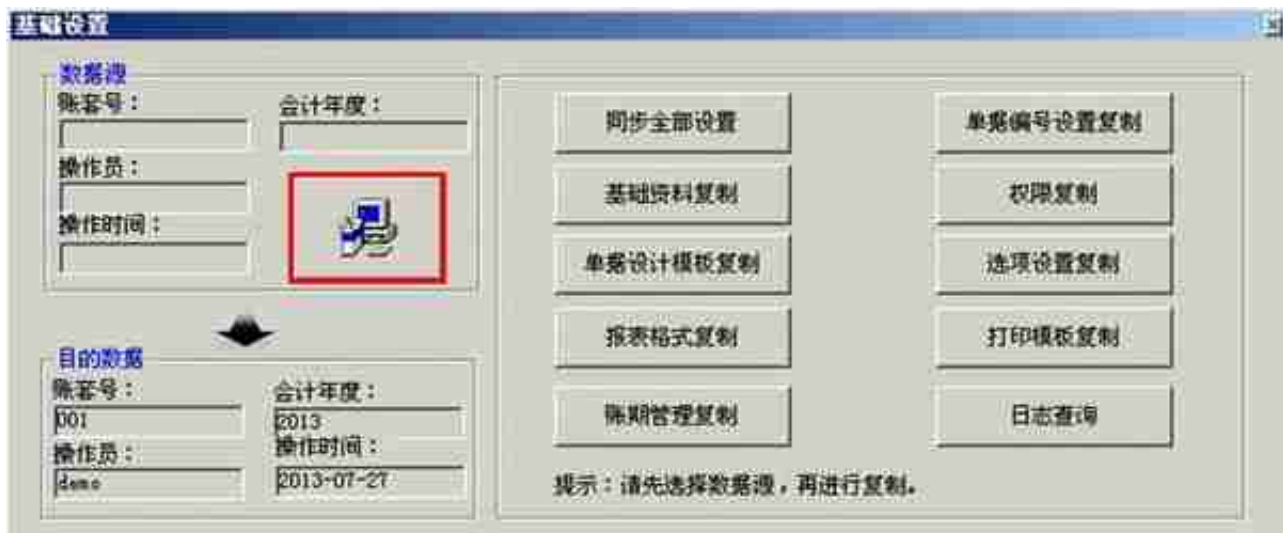 基础设置
数据源
账套号：
会计年度：
操作员：
操作时间：
目的数据
账套号：
会计年度：
001
2013
操作员：
操作时间：
demo
2013-07-27
同步全部设置
单据编号设置复制
基础资料复制
权限复制
单据设计模板复制
选项设置复制
报表格式复制
打印模板复制
账期管理复制
日志查询
提示：请先选择数据源，再进行复制。